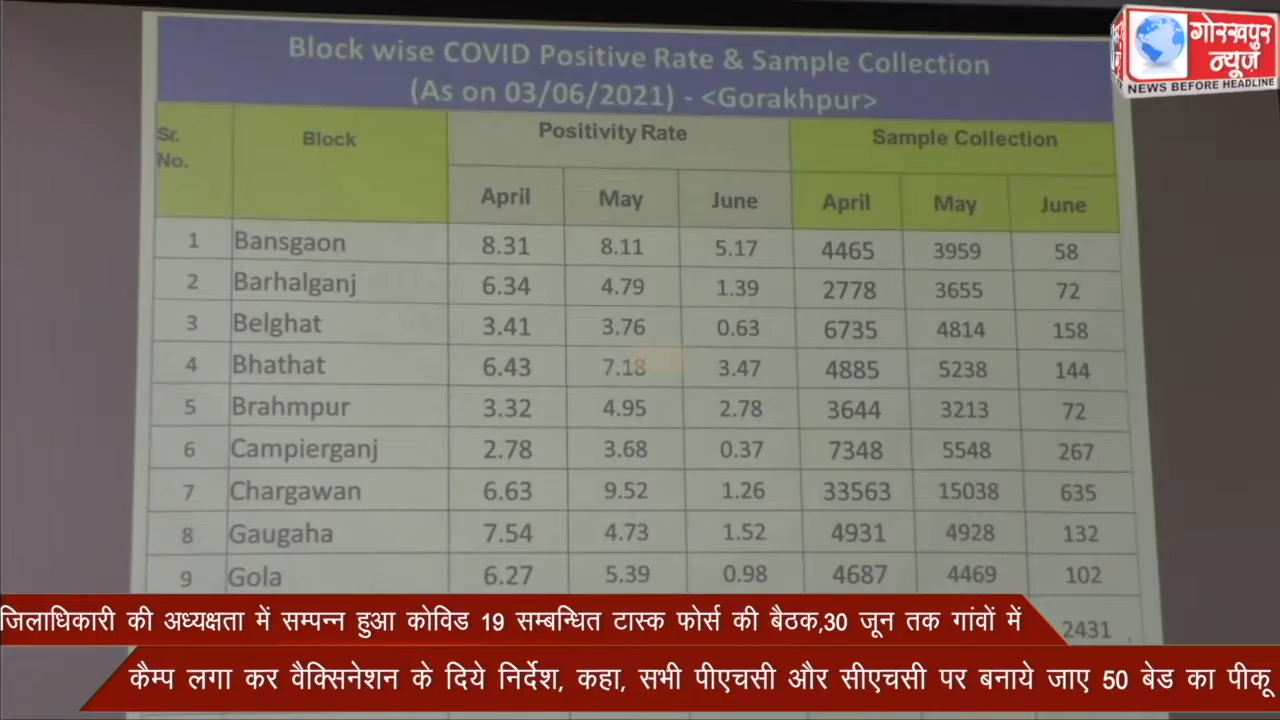 Block wise COVID Positive Rate & Sample Collection
(As on 03/06/2021) - <Gorakhpur>
गोरखपुर
न्यूज़
NEWS BEFORE HEADLINE
Sr. No. Block Positivity Rate Sample Collection
April May June April May June
1 Bansgaon 8.31 8.11 5.17 4465 3959 58
2 Barhalganj 6.34 4.79 1.39 2778 3655 72
3 Belghat 3.41 3.76 0.63 6735 4814 158
4 Bhathat 6.43 7.18 3.47 4885 5238 144
5 Brahmpur 3.32 4.95 2.78 3644 3213 72
6 Campierganj 2.78 3.68 0.37 7348 5548 267
7 Chargawan 6.63 9.52 1.26 33563 15038 635
8 Gaugaha 7.54 4.73 1.52 4931 4928 132
9 Gola 6.27 5.39 0.98 4687 4469 102
2431
जिलाधिकारी की अध्यक्षता में सम्पन्न हुआ कोविड 19 सम्बन्धित टास्क फोर्स की बैठक,30 जून तक गांवों में
कैम्प लगा कर वैक्सिनेशन के दिये निर्देश, कहा, सभी पीएचसी और सीएचसी पर बनाये जाए 50 बेड का पीकू